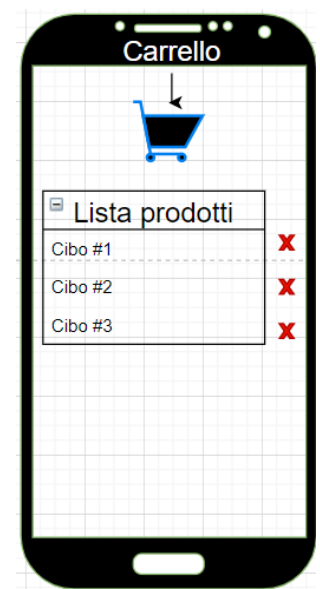 Carrello
Lista prodotti
Cibo #1
Cibo #2
Cibo #3